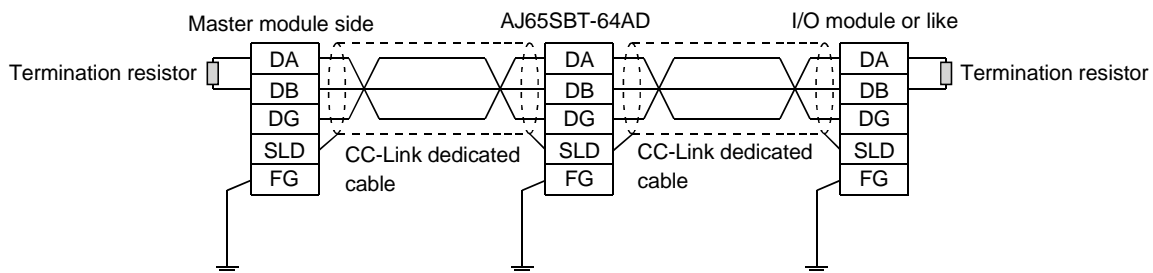 Master module side
AJ65SBT-64AD
I/O module or like
Termination resistor
DA
DB
DG
SLD
FG
CC-Link dedicated
cable
DA
DB
DG
SLD
FG
CC-Link dedicated
cable
DA
DB
DG
SLD
FG
Termination resistor